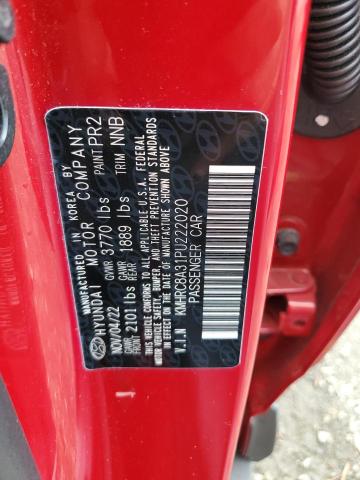 MANUFACTURED IN KOREA BY
HYUNDAI MOTOR COMPANY
NOV/04/22 GVWR 3770 lbs PAINT PR2
GAWR FRONT 2101 lbs GAWR REAR 1889 lbs TRIM NNB
THIS VEHICLE CONFORMS TO ALL APPLICABLE U.S.A. FEDERAL
MOTOR VEHICLE SAFETY, BUMPER, AND THEFT PREVENTION STANDARDS
IN EFFECT ON THE DATE OF MANUFACTURE SHOWN ABOVE.
V.I.N KMHRC8A31PU222020
PASSENGER CAR